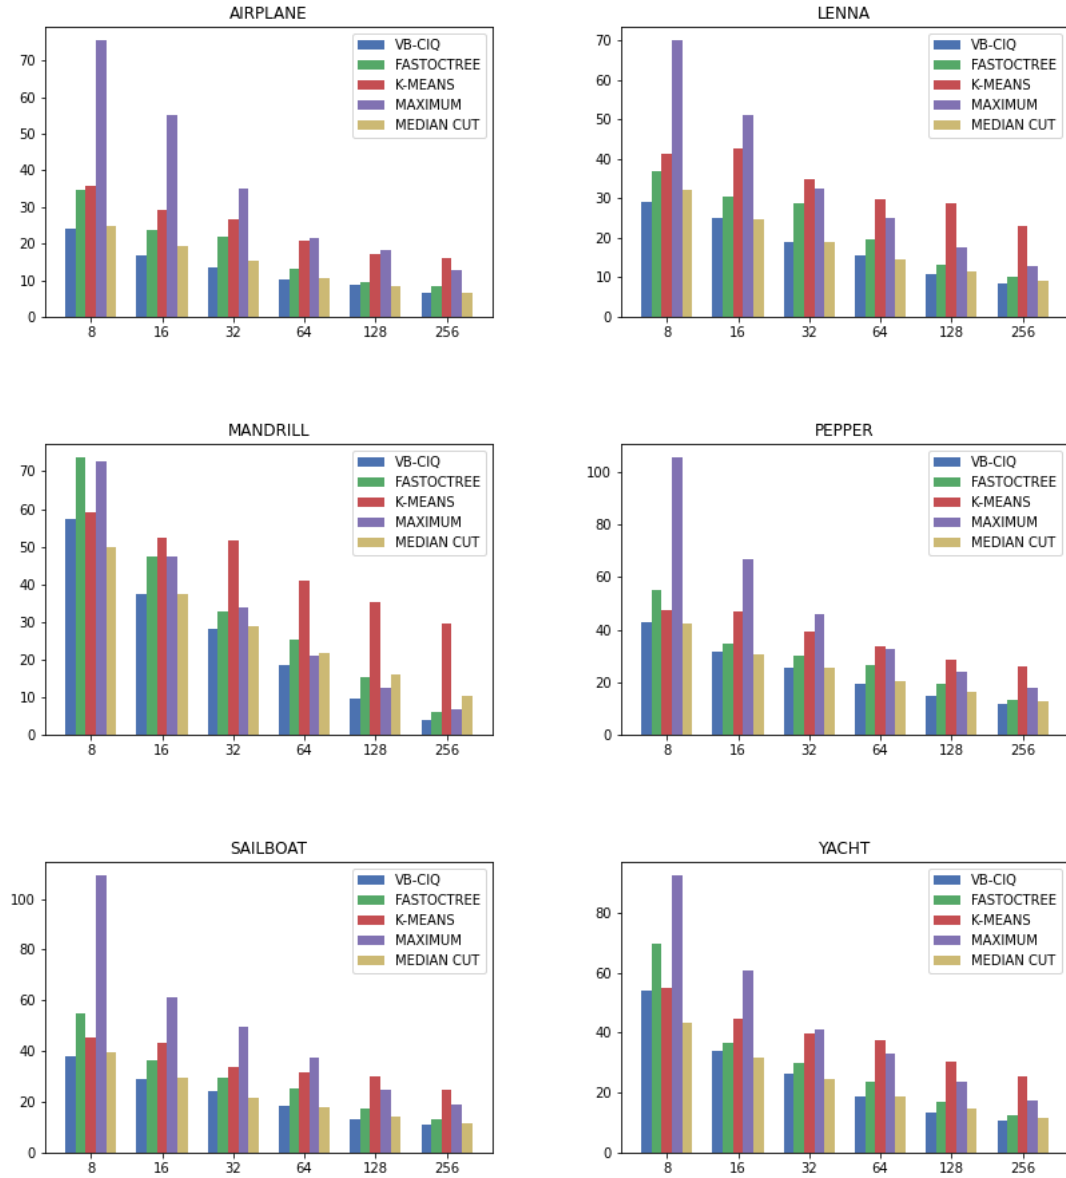 AIRPLANE
VB-CIQ
FASTOCTREE
K-MEANS
MAXIMUM
MEDIAN CUT
70
60
50
40
30
20
10
0
8 16 32 64 128 256
LENNA
VB-CIQ
FASTOCTREE
K-MEANS
MAXIMUM
MEDIAN CUT
70
60
50
40
30
20
10
0
8 16 32 64 128 256
MANDRILL
VB-CIQ
FASTOCTREE
K-MEANS
MAXIMUM
MEDIAN CUT
70
60
50
40
30
20
10
0
8 16 32 64 128 256
PEPPER
VB-CIQ
FASTOCTREE
K-MEANS
MAXIMUM
MEDIAN CUT
100
80
60
40
20
0
8 16 32 64 128 256
SAILBOAT
VB-CIQ
FASTOCTREE
K-MEANS
MAXIMUM
MEDIAN CUT
100
80
60
40
20
0
8 16 32 64 128 256
YACHT
VB-CIQ
FASTOCTREE
K-MEANS
MAXIMUM
MEDIAN CUT
80
60
40
20
0
8 16 32 64 128 256